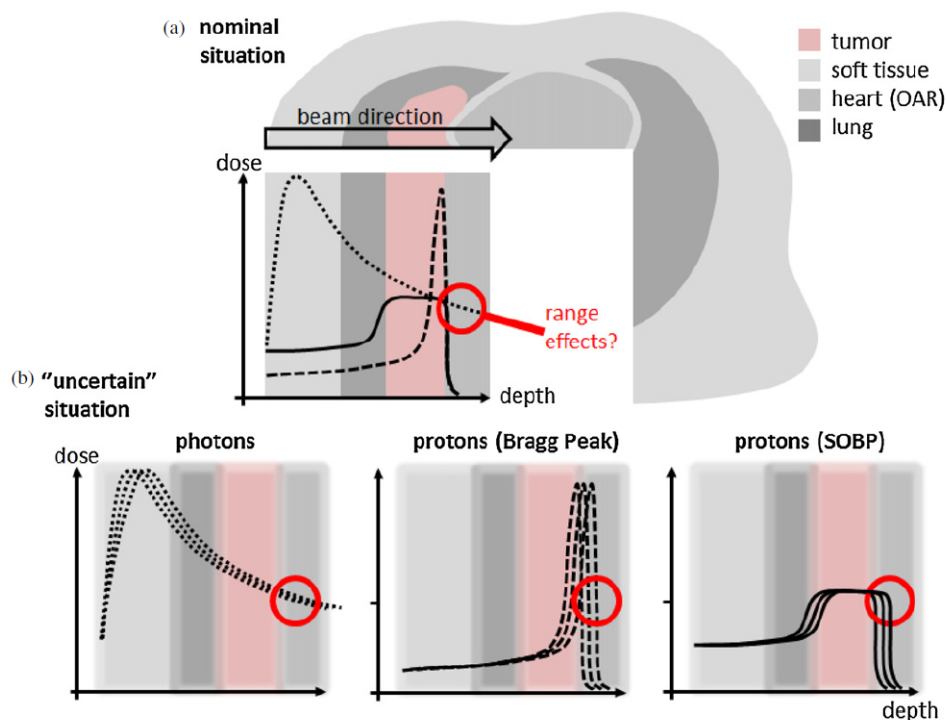 (a) nominal
situation
tumor
soft tissue
heart (OAR)
lung
beam direction
dose
range
effects?
depth
(b) "uncertain"
situation
photons
protons (Bragg Peak)
protons (SOBP)
dose
depth